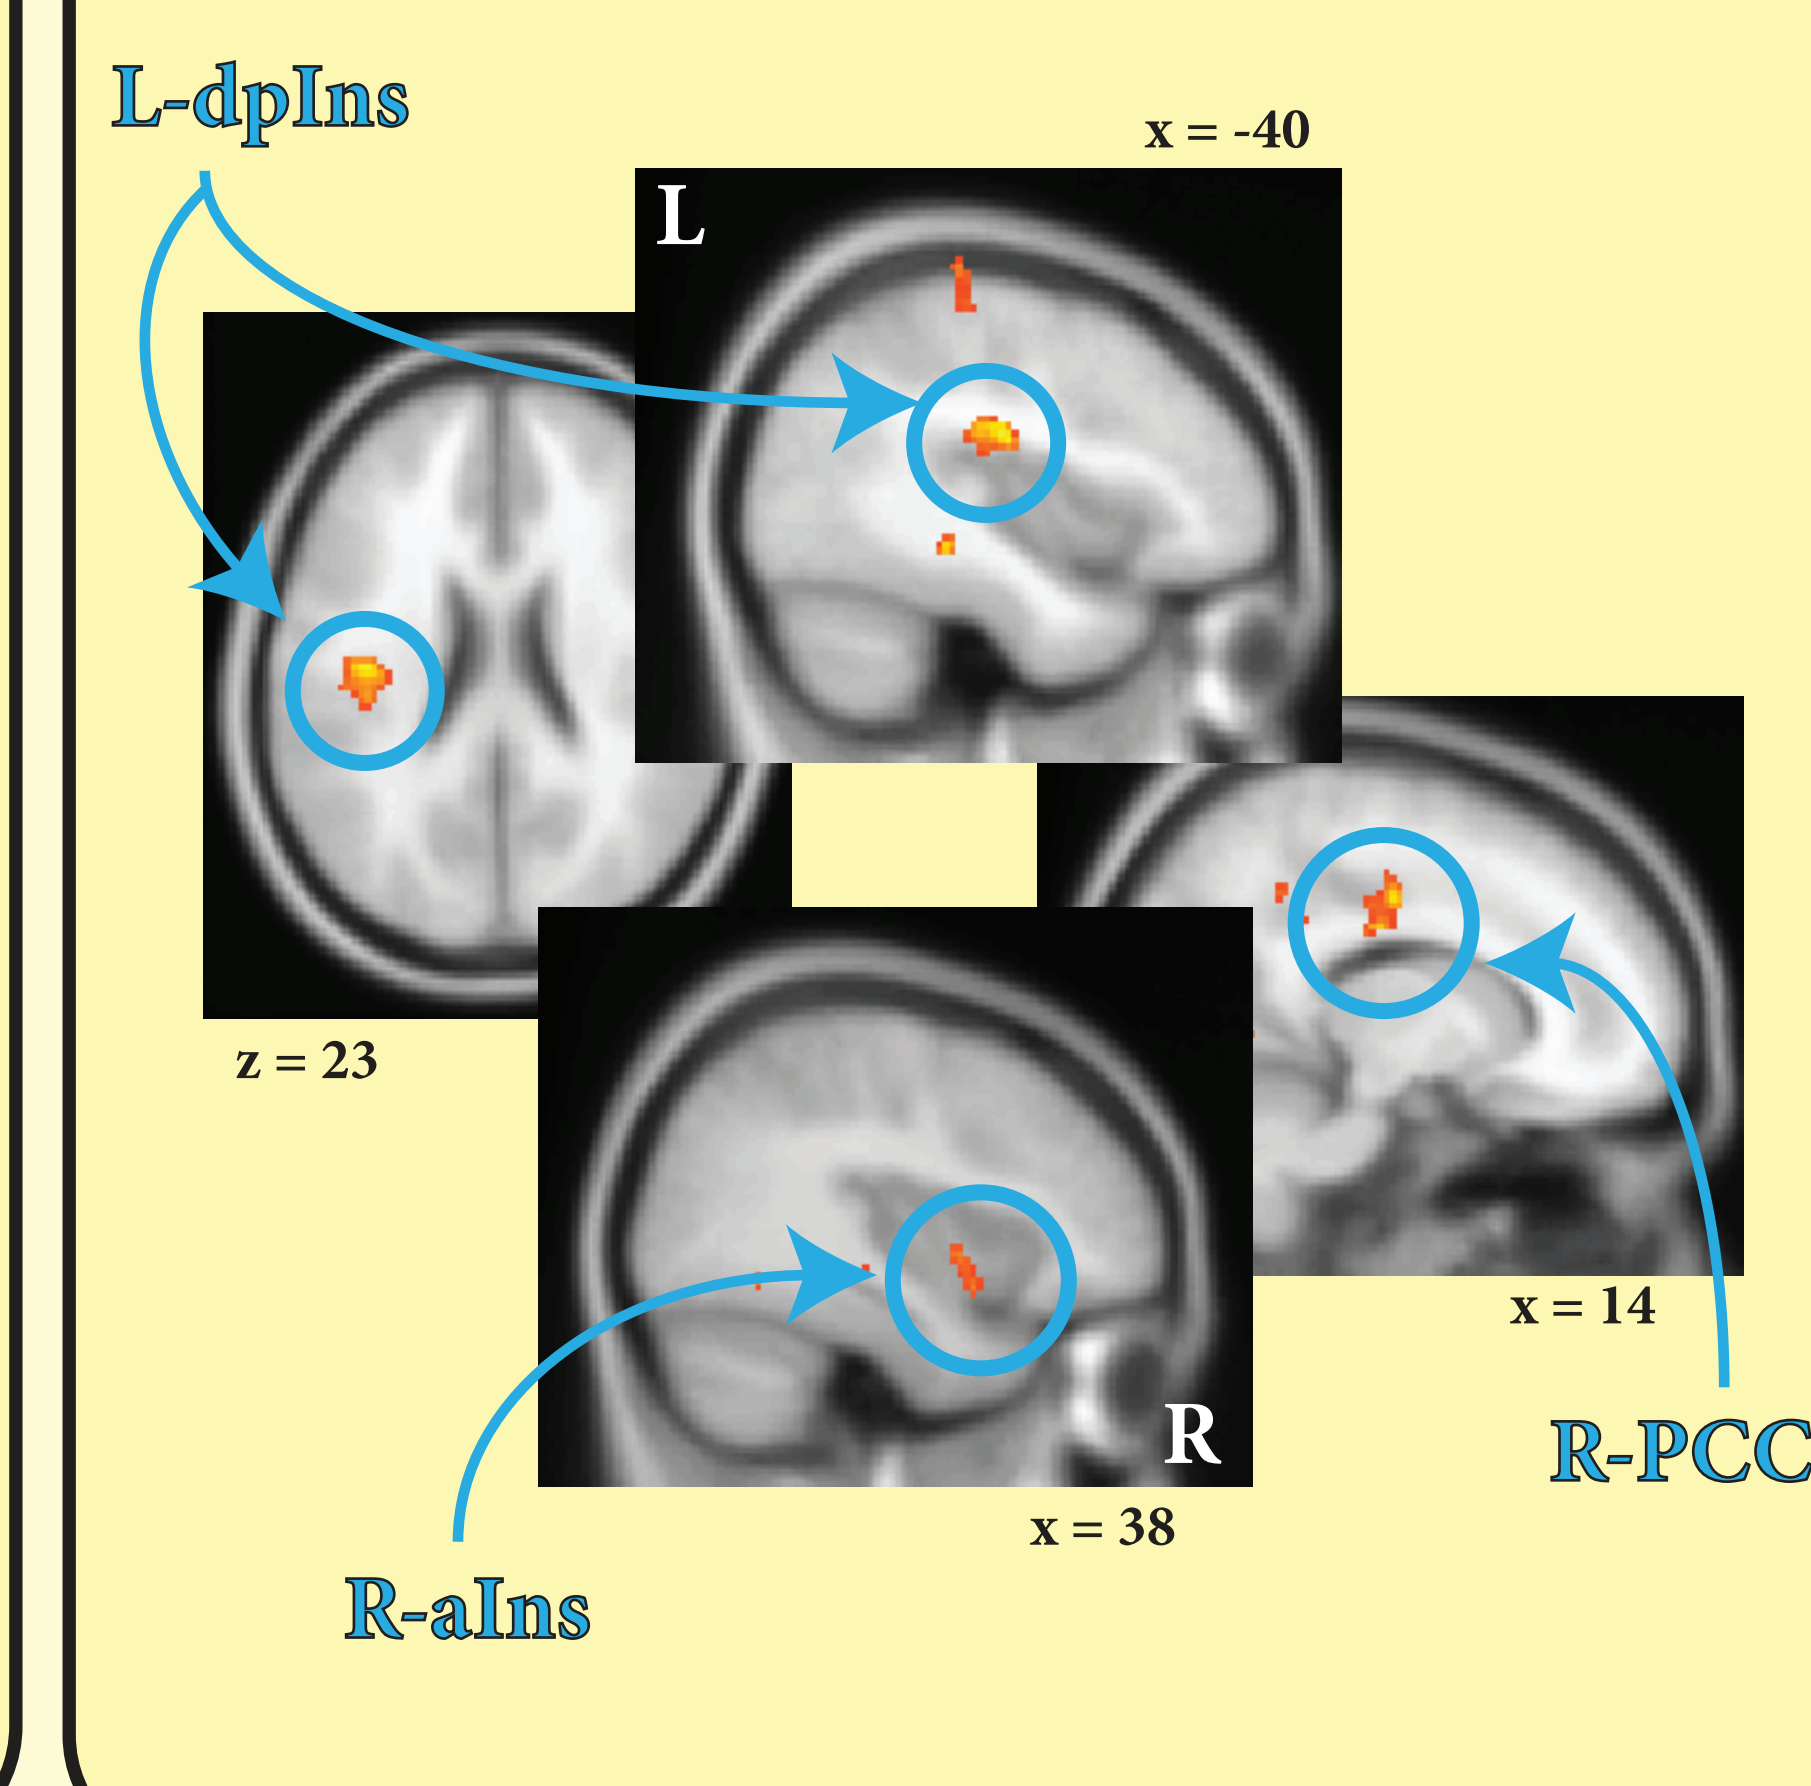 L-dpIns
x = -40
L
z = 23
x = 14
R
R-PCC
x = 38
R-aIns